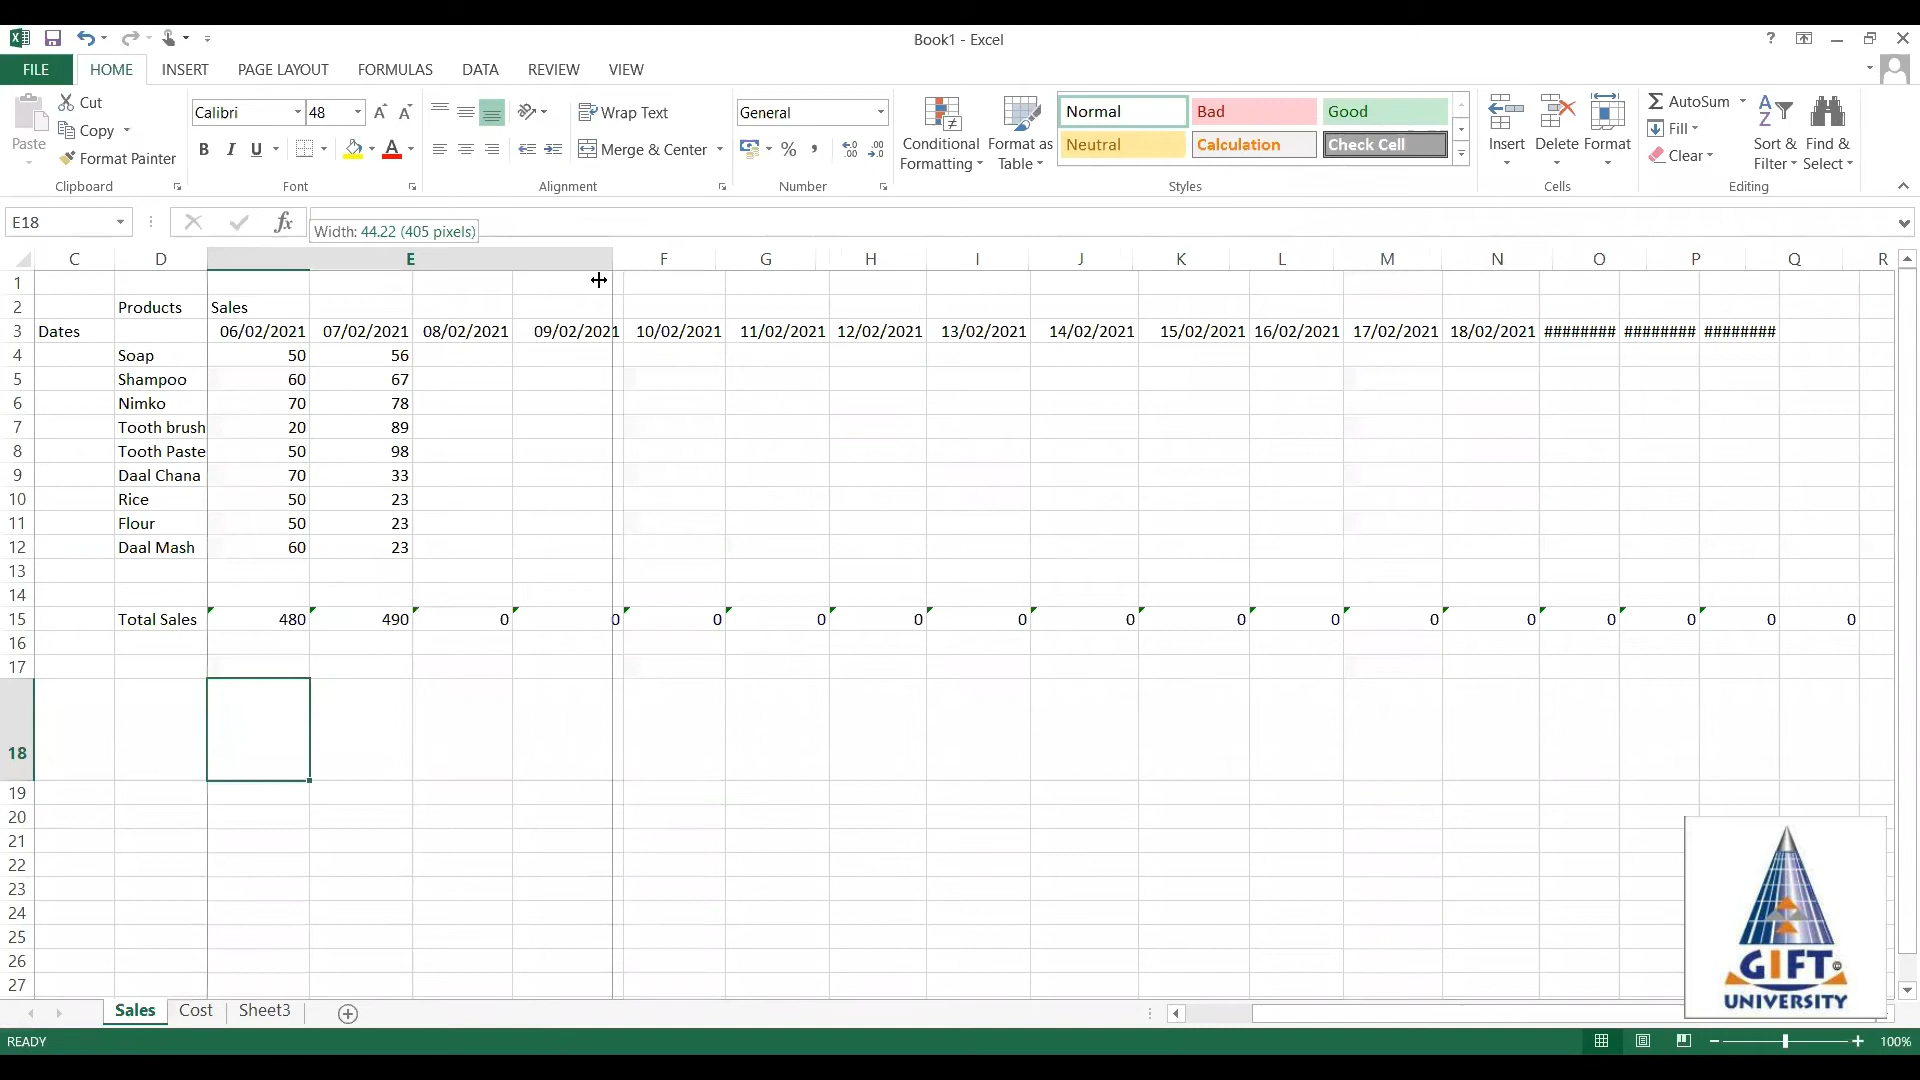 Book1 - Excel
?
FILE HOME INSERT PAGE LAYOUT FORMULAS DATA REVIEW VIEW
Paste
Cut
Copy
Format Painter
Clipboard
Calibri 48
B I U
Font
Wrap Text
Merge & Center
Alignment
General
%
Number
Conditional Formatting
Format as Table
Normal Bad Good
Neutral Calculation Check Cell
Styles
Insert Delete Format
Cells
AutoSum
Fill
Clear
Sort & Filter
Find & Select
Editing
E18 fx
Width: 44.22 (405 pixels)
C D E F G H I J K L M N O P Q R
1
2 Products Sales
3 Dates 06/02/2021 07/02/2021 08/02/2021 09/02/2021 10/02/2021 11/02/2021 12/02/2021 13/02/2021 14/02/2021 15/02/2021 16/02/2021 17/02/2021 18/02/2021 ######## ######## ########
4 Soap 50 56
5 Shampoo 60 67
6 Nimko 70 78
7 Tooth brush 20 89
8 Tooth Paste 50 98
9 Daal Chana 70 33
10 Rice 50 23
11 Flour 50 23
12 Daal Mash 60 23
13
14
15 Total Sales 480 490 0 0 0 0 0 0 0 0 0 0 0 0 0 0 0
16
17
18
19
20
21
22
23
24
25
26
27
GIFT
UNIVERSITY
Sales Cost Sheet3
READY
100%